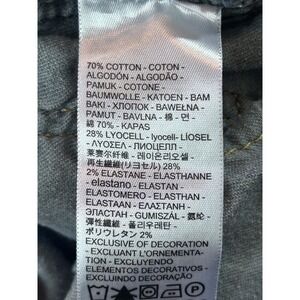 70% COTTON - COTON -
ALGODÓN - ALGODÃO -
PAMUK - COTONE -
BAUMWOLLE - KATOEN - BAM
BAKI - ХЛОПОК - BAWEŁNA -
PAMUT - BAVLNA - 棉 - 면 -
綿 70% - KAPAS
28% LYOCELL - lyocell- LÍOSEL
- ΛΥΟΣΕΛ - Лиоцелл -
莱赛尔纤维 - 레이온리오셀 -
再生繊維(リヨセル) 28%
2% ELASTANE - ELASTHANNE
- elastano - ELASTAN -
ELASTOMERO - ELASTHAN -
ELASTAAN - ΕΛΑΣΤΑΝΗ -
ЭЛАСТАН - GUMISZÁL - 氨纶 -
彈性纖維 - 폴리우레탄 -
ポリウレタン 2%
EXCLUSIVE OF DECORATION
- EXCLUANT L'ORNEMENTA-
TION - EXCLUYENDO
ELEMENTOS DECORATIVOS -
EXCLUINDO DECORAÇÃO